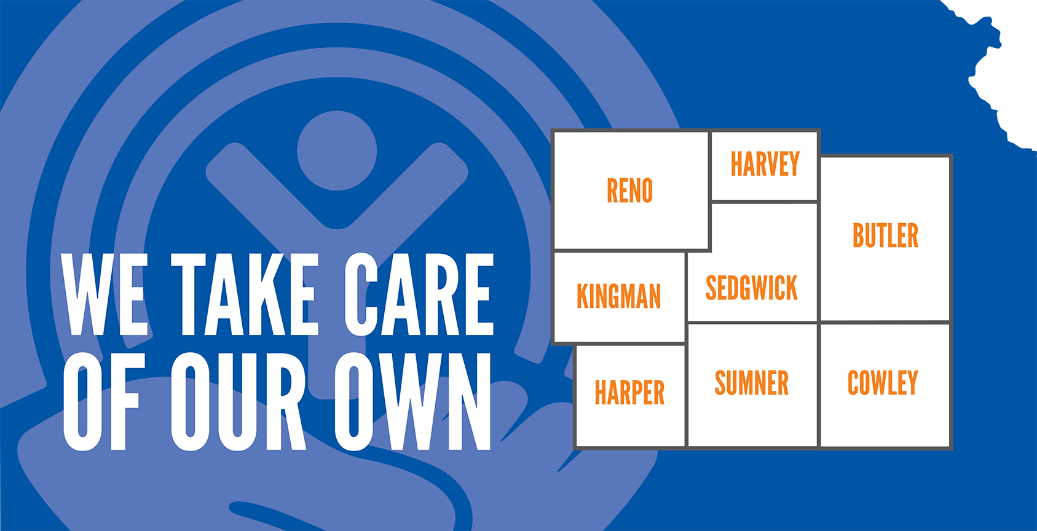 WE TAKE CARE
OF OUR OWN
RENO
HARVEY
BUTLER
KINGMAN
SEDGWICK
HARPER
SUMNER
COWLEY